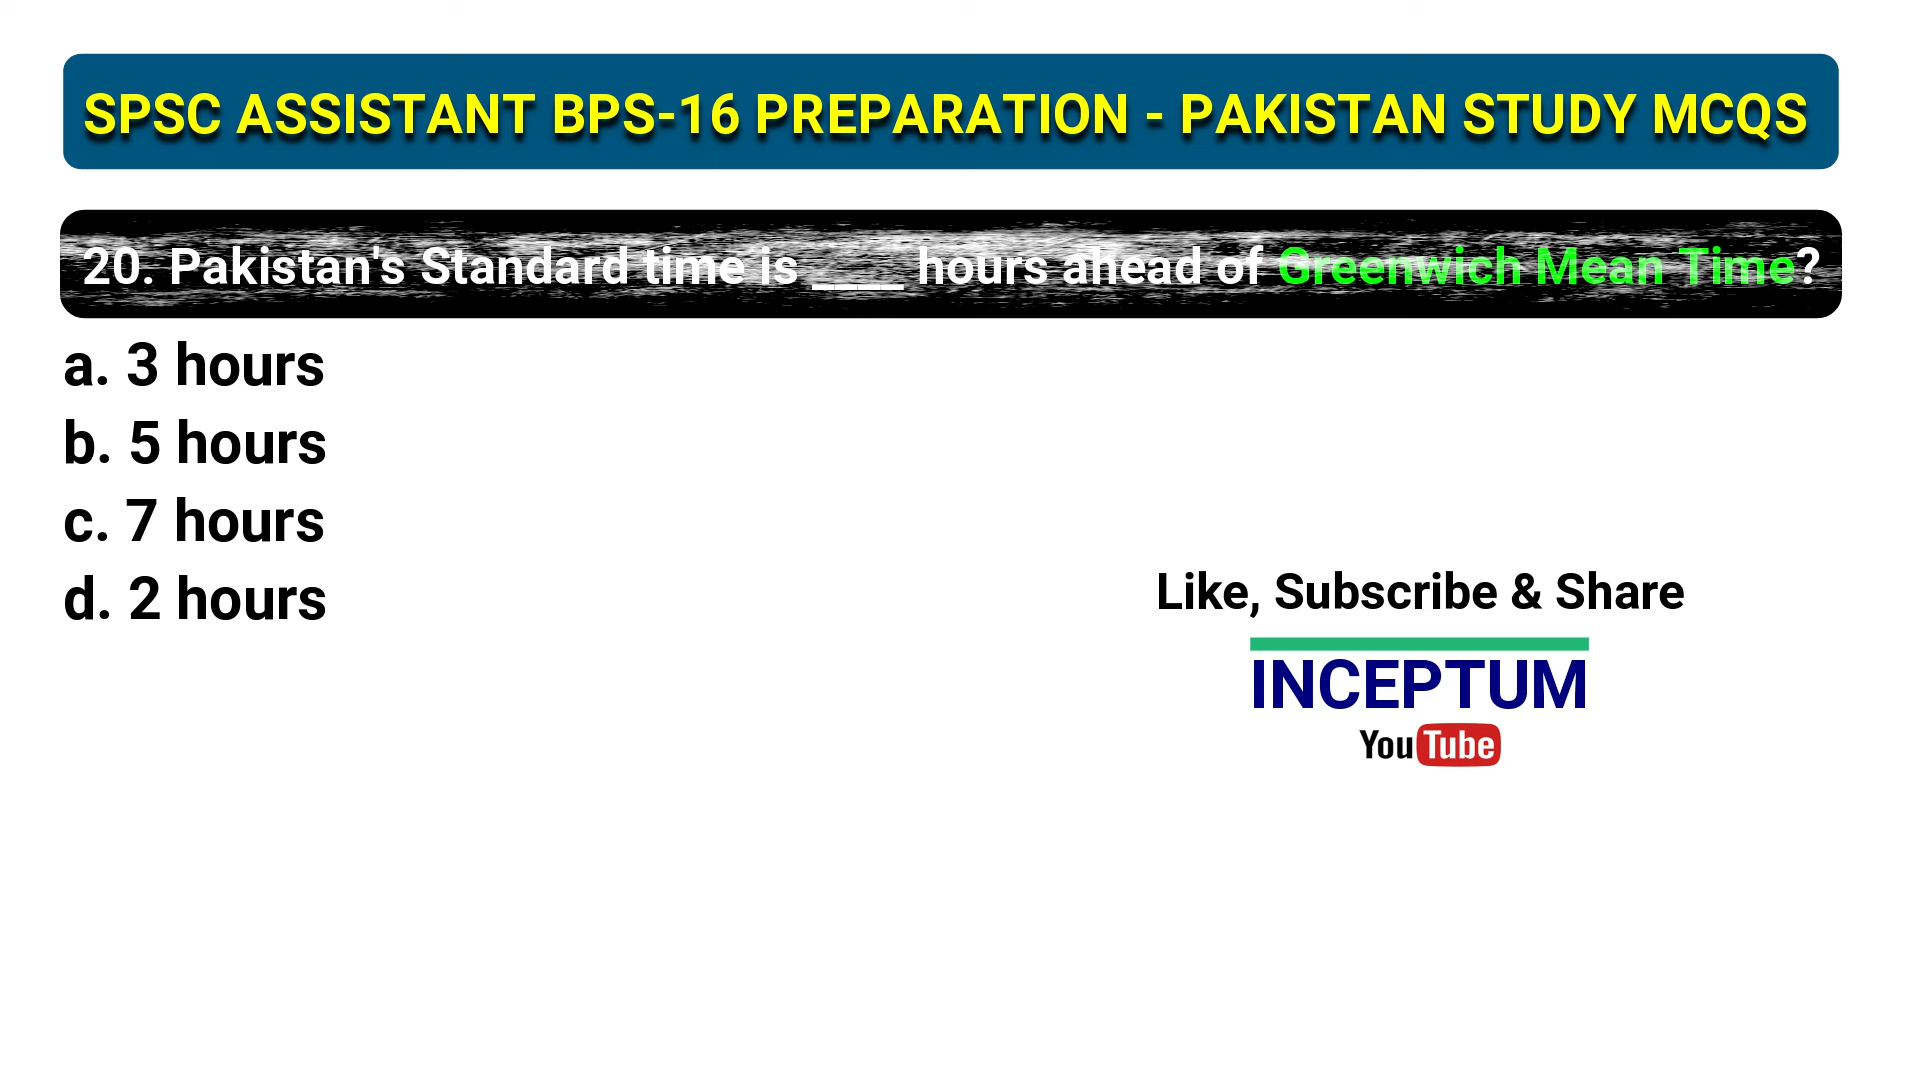 SPSC ASSISTANT BPS-16 PREPARATION - PAKISTAN STUDY MCQS
20. Pakistan's Standard time is ____ hours ahead of Greenwich Mean Time?
a. 3 hours
b. 5 hours
c. 7 hours
d. 2 hours
Like, Subscribe & Share
INCEPTUM
YouTube